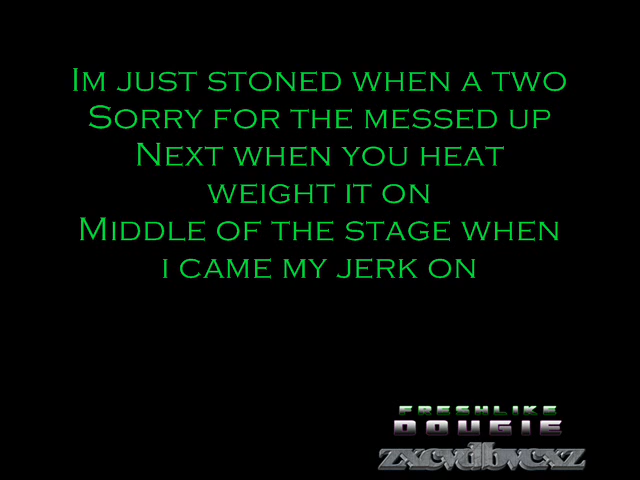 IM JUST STONED WHEN A TWO
SORRY FOR THE MESSED UP
NEXT WHEN YOU HEAT
WEIGHT IT ON
MIDDLE OF THE STAGE WHEN
I CAME MY JERK ON
FRESHLIKE
DOUGIE
zxcvdbvcxz